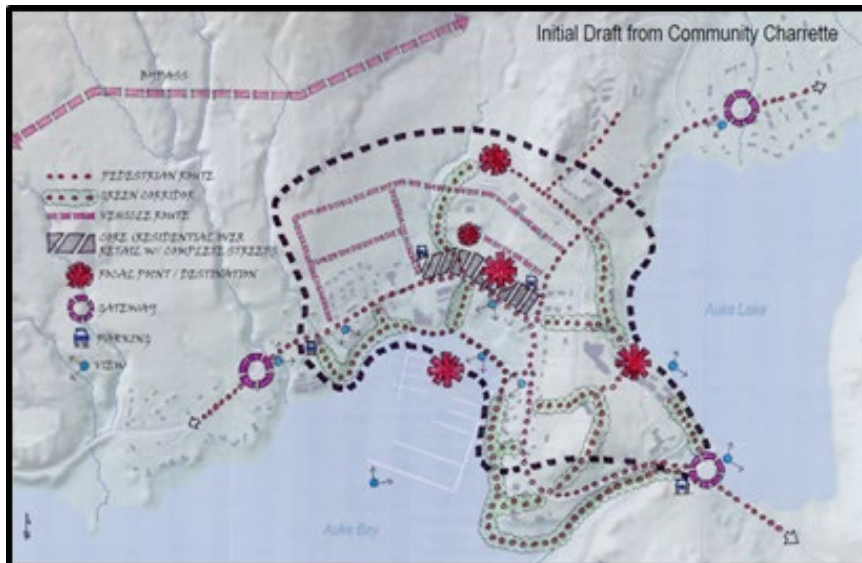 Initial Draft from Community Charrette
BYPASS
PEDESTRIAN ROUTE
GREEN CORRIDOR
VEHICLE ROUTE
CORE (RESIDENTIAL OVER
RETAIL W/ COMPLETE STREETS)
FOCAL POINT / DESTINATION
GATEWAY
PARKING
VIEW
Auke Lake
Auke Bay